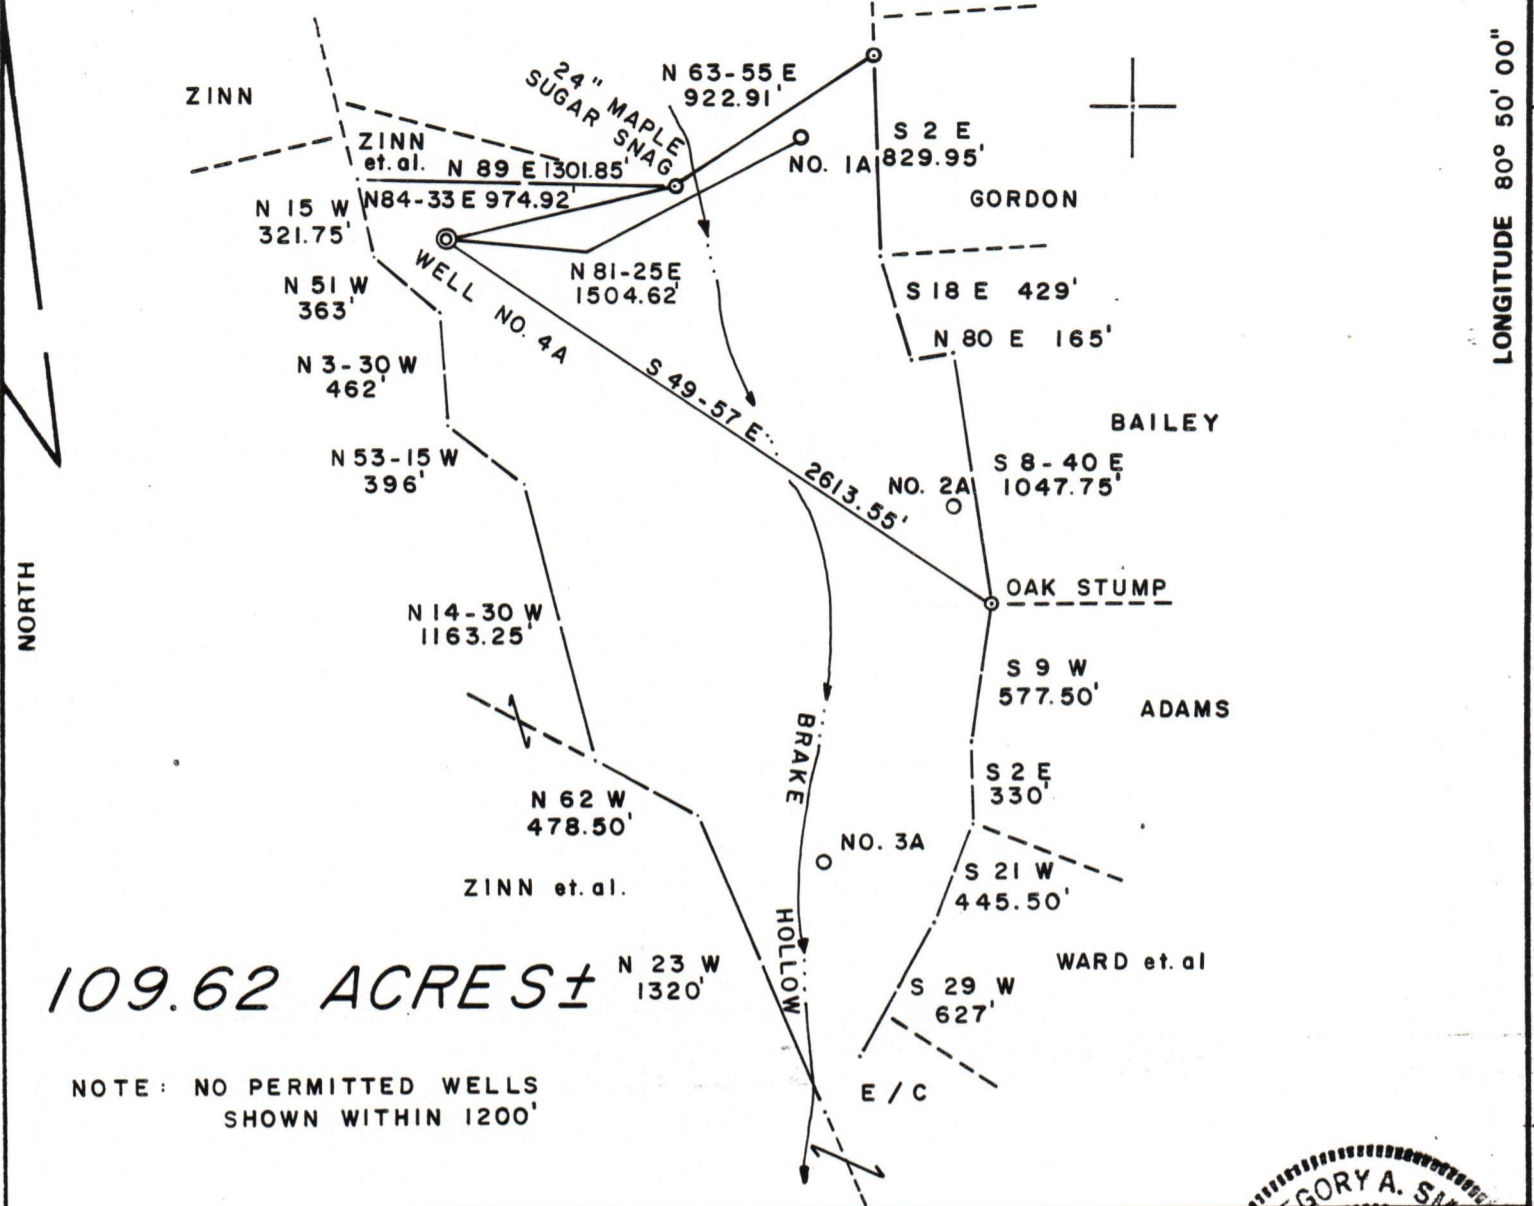 ZINN
24" MAPLE
SUGAR SNAG
N 63-55 E
922.91'
S 2 E
829.95'
ZINN
et.al.
N 89 E 1301.85'
N84-33 E 974.92'
NO. 1A
GORDON
LONGITUDE 80° 50' 00"
N 15 W
321.75'
WELL NO. 4A
N 81-25E
1504.62'
N 51 W
363'
S 18 E 429'
N 80 E 165'
N 3-30 W
462'
S 49-57 E
2613.55'
BAILEY
N 53-15 W
396'
NO. 2A
S 8-40 E
1047.75'
OAK STUMP
NORTH
N 14-30 W
1163.25'
S 9 W
577.50'
ADAMS
BRAKE
HOLLOW
S 2 E
330'
N 62 W
478.50'
NO. 3A
S 21 W
445.50'
ZINN et.al.
WARD et.al
109.62 ACRES±
N 23 W
1320'
S 29 W
627'
NOTE: NO PERMITTED WELLS
SHOWN WITHIN 1200'
E / C